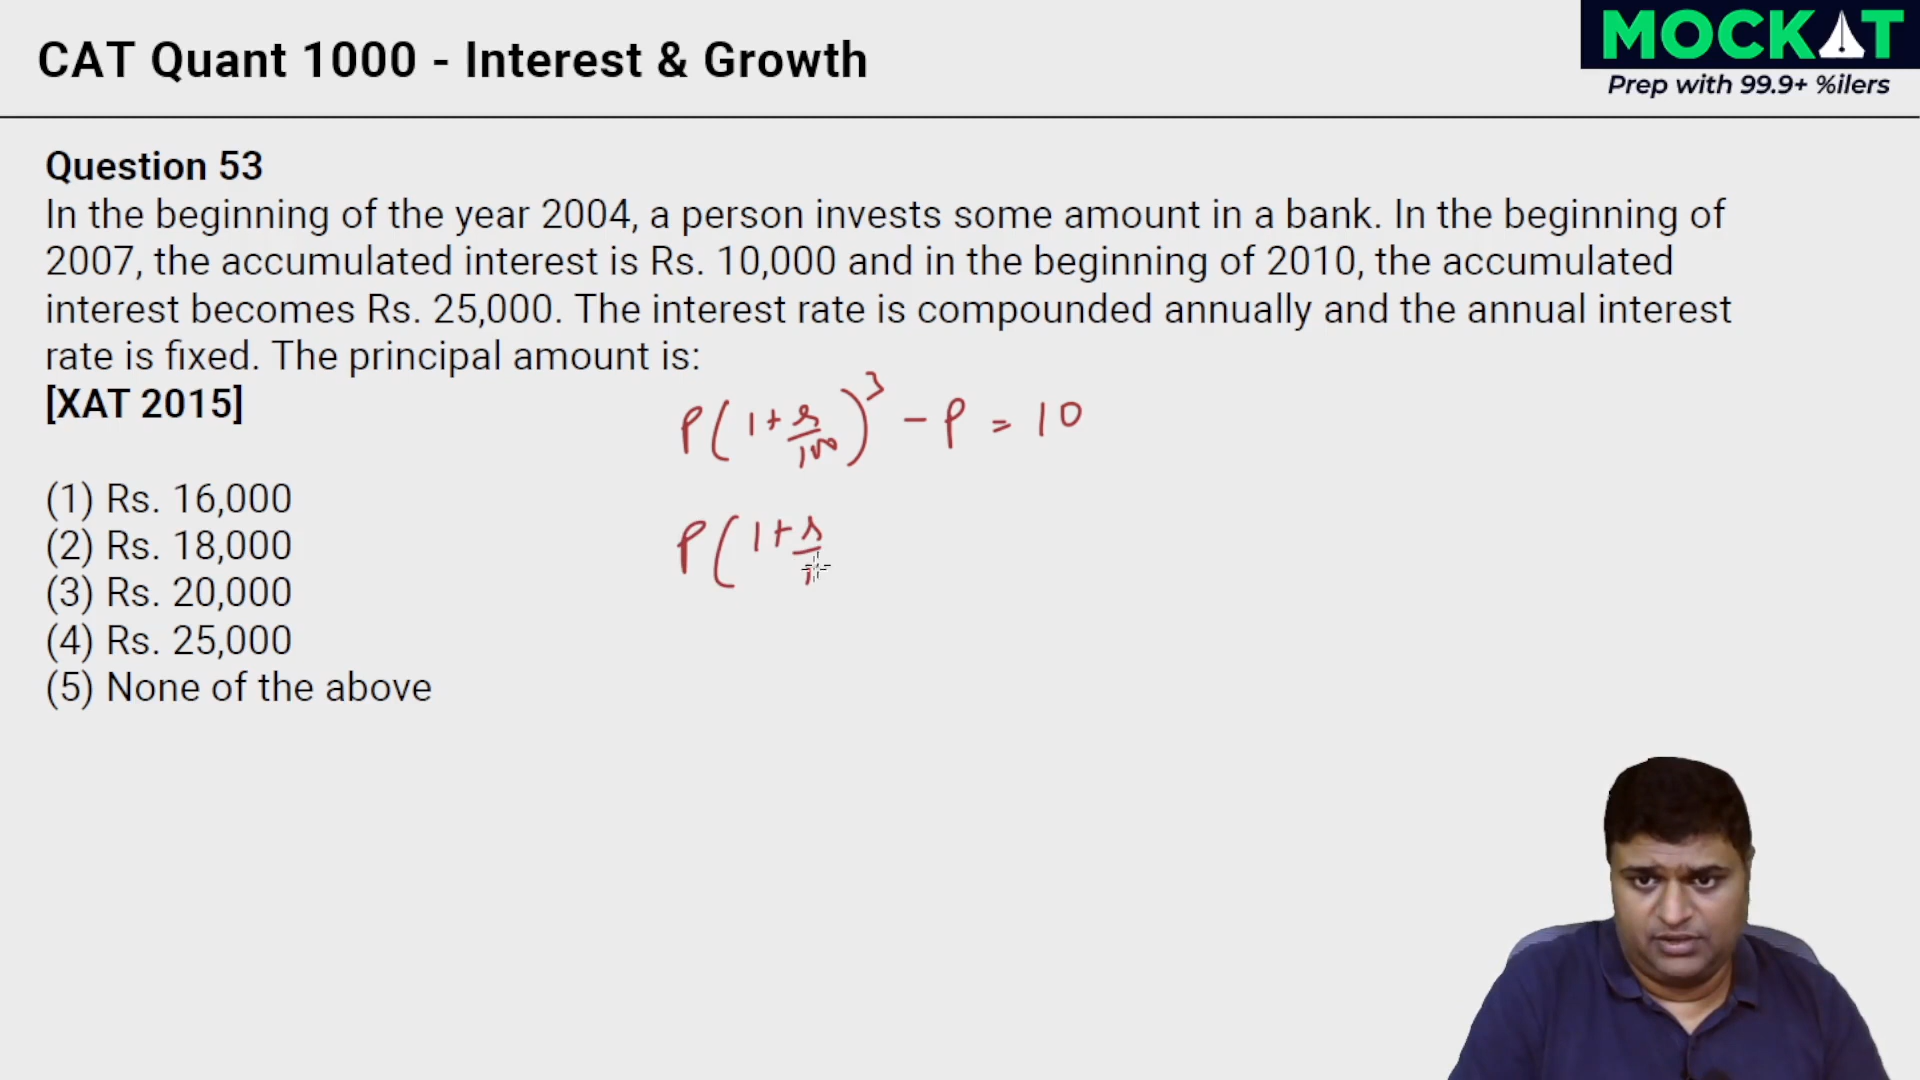 CAT Quant 1000 - Interest & Growth
MOCKAT
Prep with 99.9+ %ilers
Question 53
In the beginning of the year 2004, a person invests some amount in a bank. In the beginning of
2007, the accumulated interest is Rs. 10,000 and in the beginning of 2010, the accumulated
interest becomes Rs. 25,000. The interest rate is compounded annually and the annual interest
rate is fixed. The principal amount is:
[XAT 2015]
P(1+r/100)^3 - P = 10
P(1+r/1
(1) Rs. 16,000
(2) Rs. 18,000
(3) Rs. 20,000
(4) Rs. 25,000
(5) None of the above